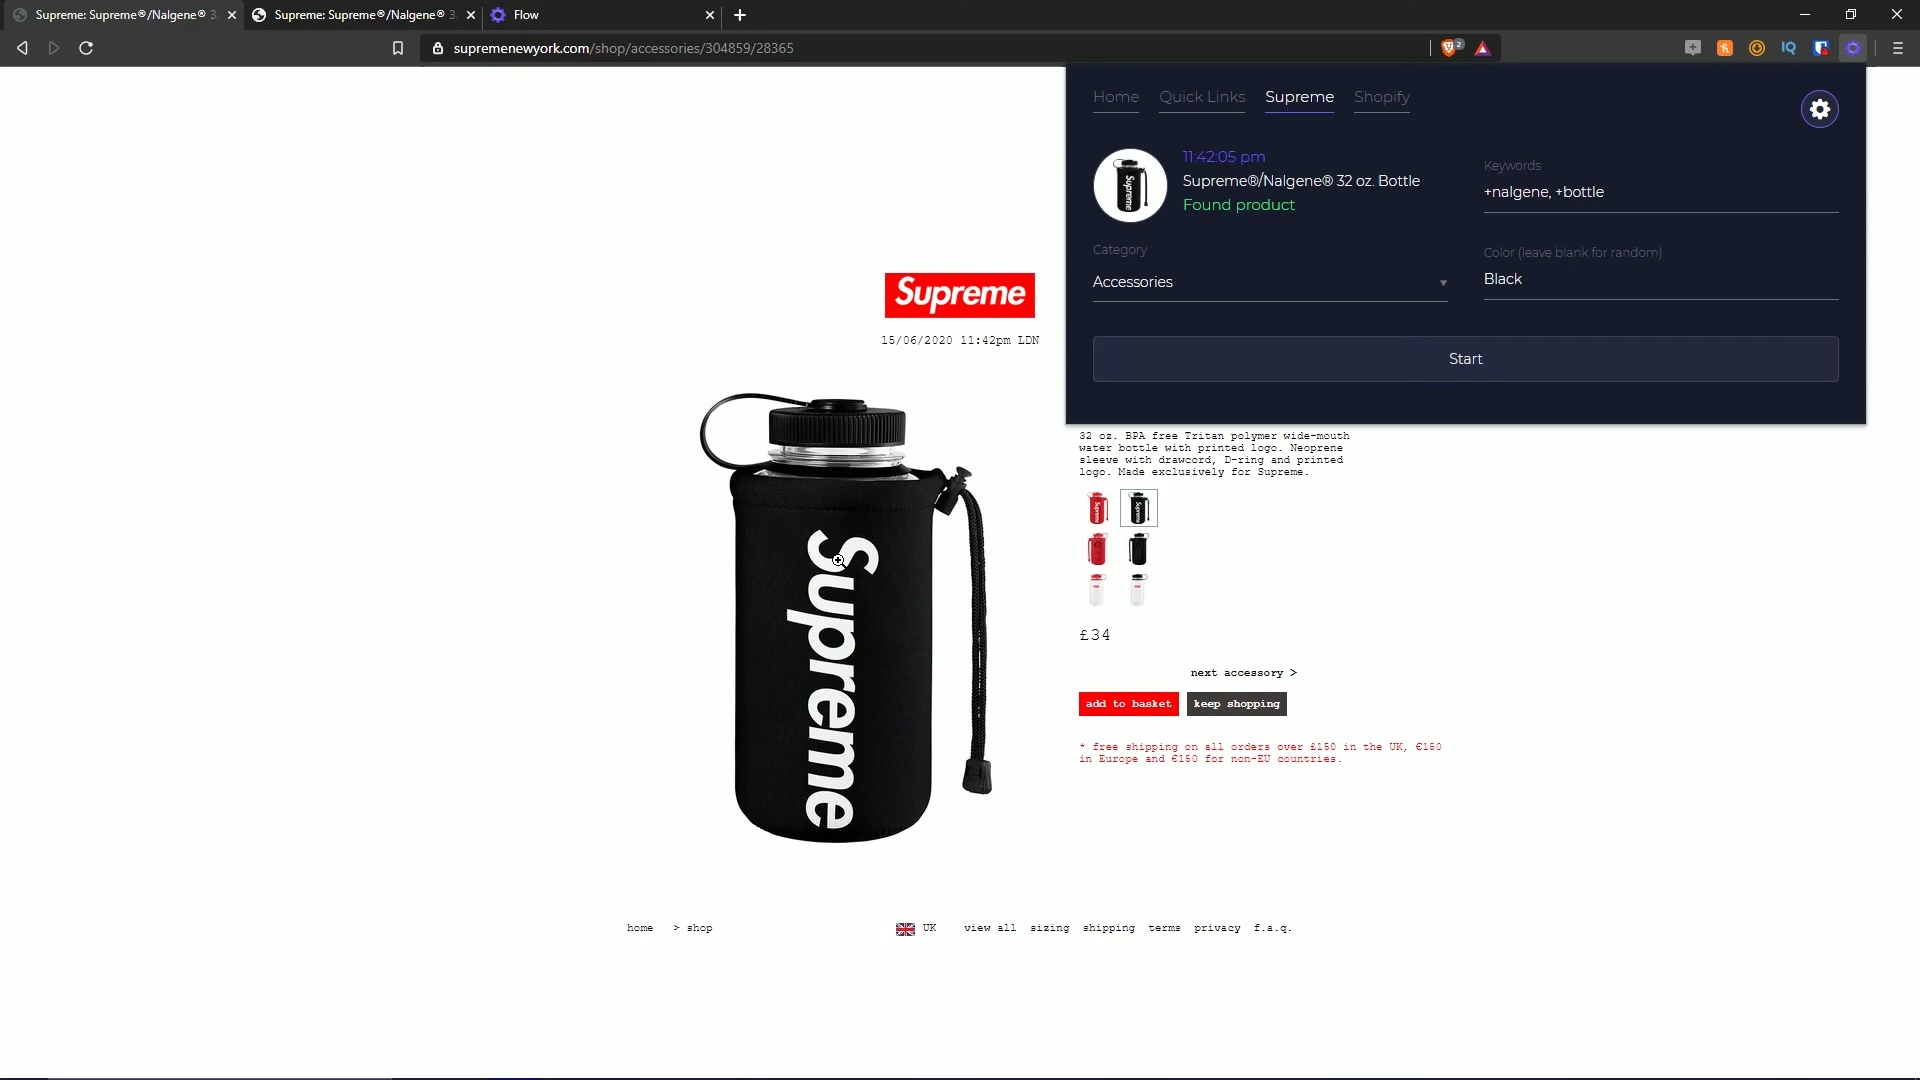 Supreme: Supreme®/Nalgene® 3
Supreme: Supreme®/Nalgene® 3
Flow
supremenewyork.com/shop/accessories/304859/28365
2
IQ
Home
Quick Links
Supreme
Shopify
11:42:05 pm
Supreme®/Nalgene® 32 oz. Bottle
Found product
Keywords
+nalgene, +bottle
Category
Accessories
Color (leave blank for random)
Black
Start
Supreme
15/06/2020 11:42pm LDN
Supreme
32 oz. BPA free Tritan polymer wide-mouth
water bottle with printed logo. Neoprene
sleeve with drawcord, D-ring and printed
logo. Made exclusively for Supreme.
£34
next accessory >
add to basket
keep shopping
* free shipping on all orders over £150 in the UK, €150
in Europe and €150 for non-EU countries.
home > shop
UK view all sizing shipping terms privacy f.a.q.